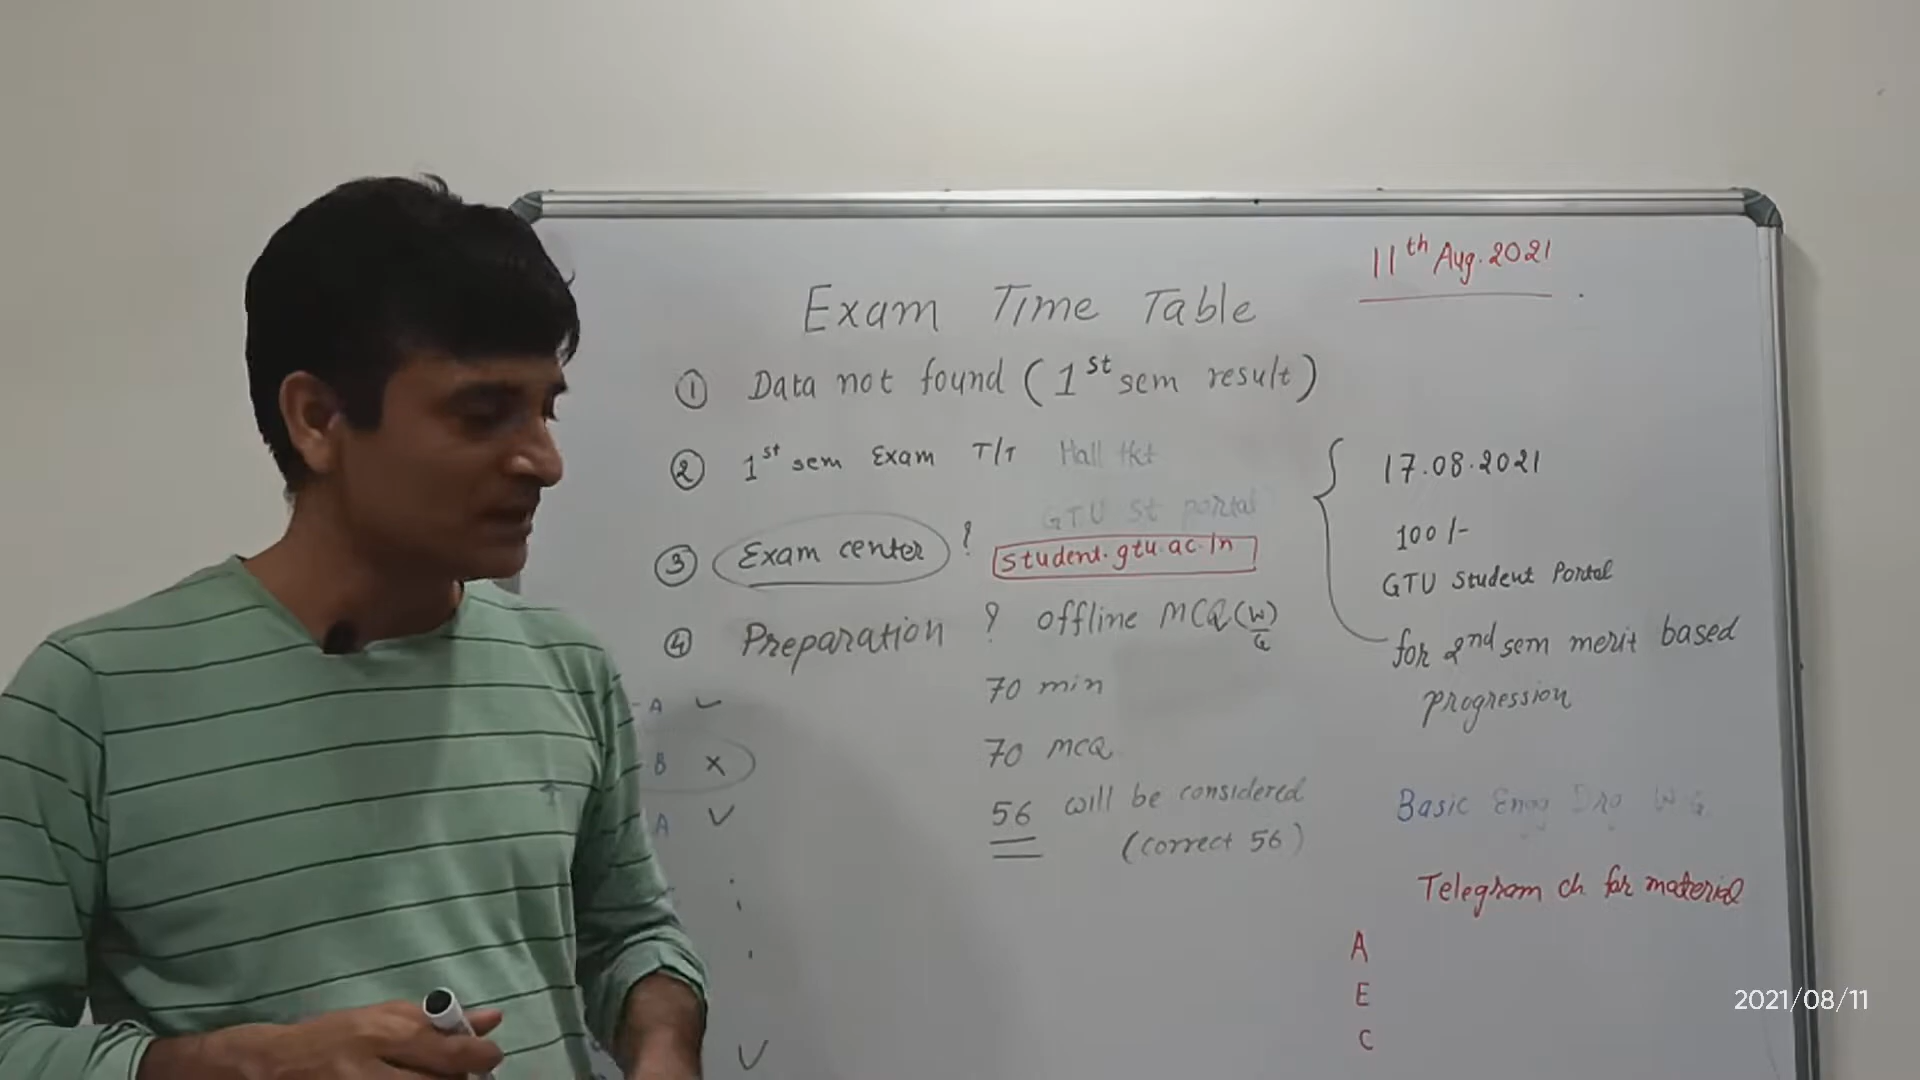 11th Aug. 2021
Exam Time Table
① Data not found (1st sem result)
② 1st sem Exam T/T Hall tkt
GTU St portal
③ Exam center ? student.gtu.ac.in
④ Preparation ? offline MCQ (W)
G
70 min
70 MCQ
56 will be considered
(correct 56)
A ✓
B ×
A ✓
✓
17.08.2021
100/-
GTU Student Portal
for 2nd sem merit based
progression
Basic
Telegram ch for material
A
E
C
2021/08/11